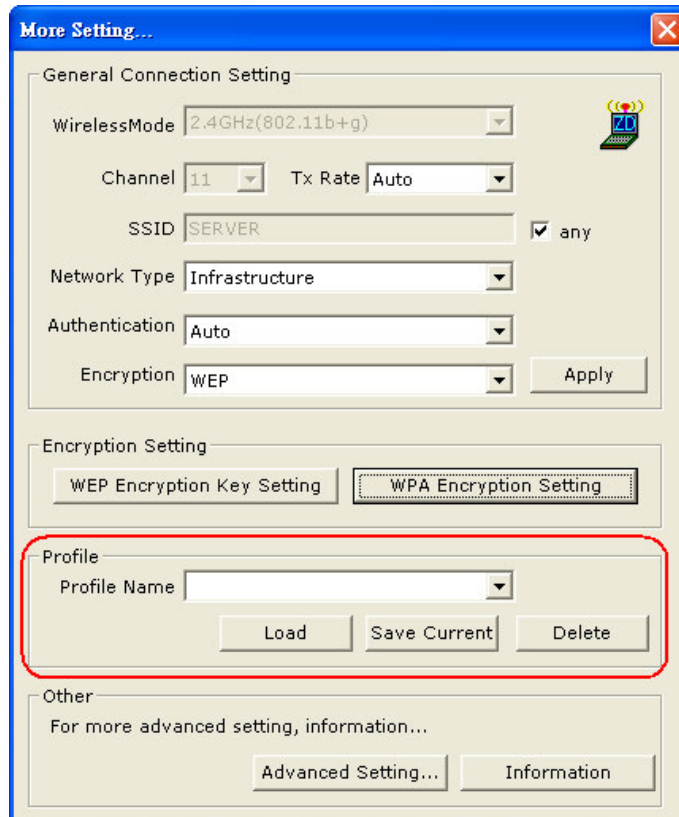 More Setting...
General Connection Setting
WirelessMode 2.4GHz(802.11b+g)
ZD
Channel 11 Tx Rate Auto
SSID SERVER any
Network Type Infrastructure
Authentication Auto
Encryption WEP Apply
Encryption Setting
WEP Encryption Key Setting WPA Encryption Setting
Profile
Profile Name
Load Save Current Delete
Other
For more advanced setting, information...
Advanced Setting... Information